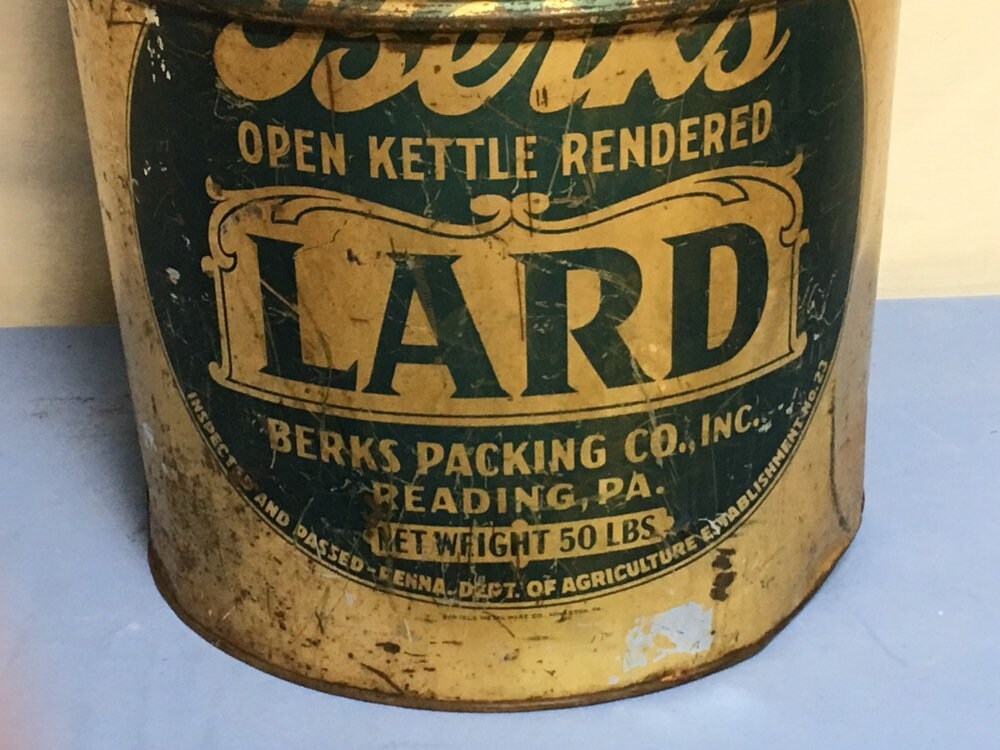 Berks
OPEN KETTLE RENDERED
LARD
BERKS PACKING CO., INC.
READING, PA.
NET WEIGHT 50 LBS
INSPECTED AND PASSED-PENNA. DEPT. OF AGRICULTURE ESTABLISHMENT NO. 23